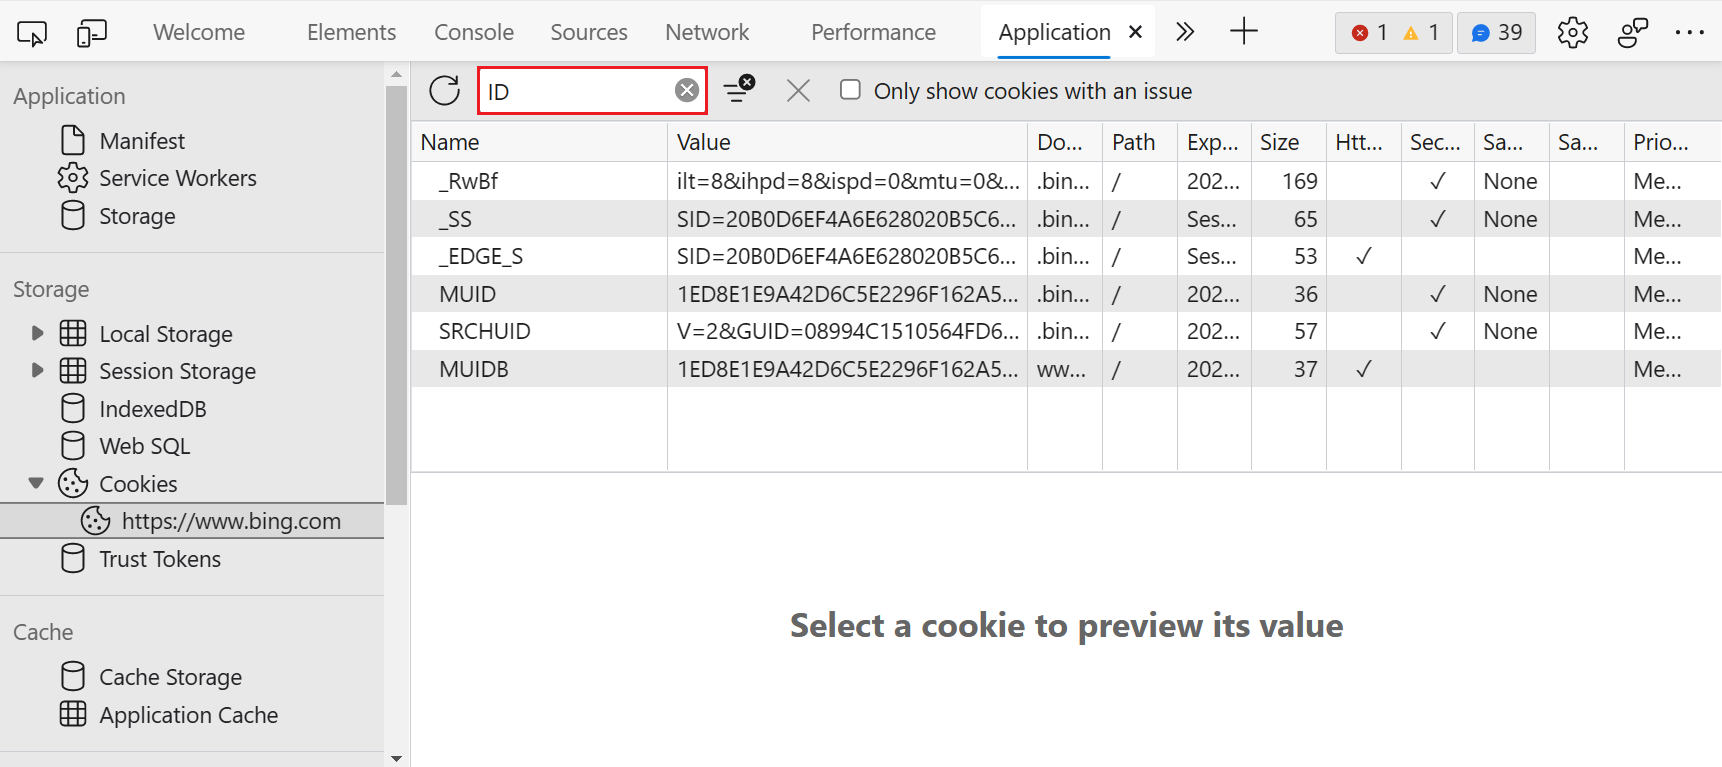 Welcome Elements Console Sources Network Performance Application 1 1 39
Application
Manifest
Service Workers
Storage
Storage
Local Storage
Session Storage
IndexedDB
Web SQL
Cookies
https://www.bing.com
Trust Tokens
Cache
Cache Storage
Application Cache
ID Only show cookies with an issue
Name Value Do... Path Exp... Size Htt... Sec... Sa... Sa... Prio...
_RwBf ilt=8&ihpd=8&ispd=0&mtu=0&... .bin... / 202... 169 ✓ None Me...
_SS SID=20B0D6EF4A6E628020B5C6... .bin... / Ses... 65 ✓ None Me...
_EDGE_S SID=20B0D6EF4A6E628020B5C6... .bin... / Ses... 53 ✓ Me...
MUID 1ED8E1E9A42D6C5E2296F162A5... .bin... / 202... 36 ✓ None Me...
SRCHUID V=2&GUID=08994C1510564FD6... .bin... / 202... 57 ✓ None Me...
MUIDB 1ED8E1E9A42D6C5E2296F162A5... ww... / 202... 37 ✓ Me...
Select a cookie to preview its value